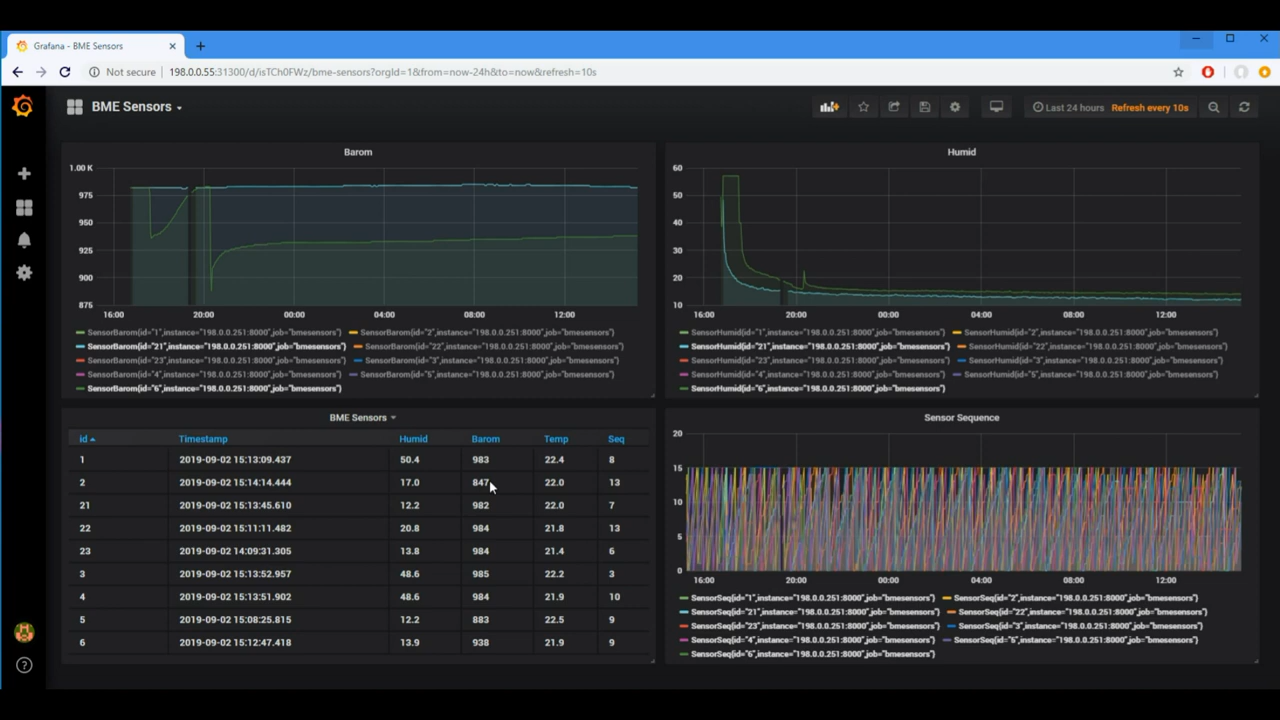 Grafana - BME Sensors
Not secure 198.0.0.55:31300/d/isTCh0FWz/bme-sensors?orgId=1&from=now-24h&to=now&refresh=10s
BME Sensors
Last 24 hours Refresh every 10s
Barom
1.00 K
975
950
925
900
875
16:00 20:00 00:00 04:00 08:00 12:00
SensorBarom{id="1",instance="198.0.0.251:8000",job="bmesensors"} SensorBarom{id="2",instance="198.0.0.251:8000",job="bmesensors"}
SensorBarom{id="21",instance="198.0.0.251:8000",job="bmesensors"} SensorBarom{id="22",instance="198.0.0.251:8000",job="bmesensors"}
SensorBarom{id="23",instance="198.0.0.251:8000",job="bmesensors"} SensorBarom{id="3",instance="198.0.0.251:8000",job="bmesensors"}
SensorBarom{id="4",instance="198.0.0.251:8000",job="bmesensors"} SensorBarom{id="5",instance="198.0.0.251:8000",job="bmesensors"}
SensorBarom{id="6",instance="198.0.0.251:8000",job="bmesensors"}
Humid
60
50
40
30
20
10
16:00 20:00 00:00 04:00 08:00 12:00
SensorHumid{id="1",instance="198.0.0.251:8000",job="bmesensors"} SensorHumid{id="2",instance="198.0.0.251:8000",job="bmesensors"}
SensorHumid{id="21",instance="198.0.0.251:8000",job="bmesensors"} SensorHumid{id="22",instance="198.0.0.251:8000",job="bmesensors"}
SensorHumid{id="23",instance="198.0.0.251:8000",job="bmesensors"} SensorHumid{id="3",instance="198.0.0.251:8000",job="bmesensors"}
SensorHumid{id="4",instance="198.0.0.251:8000",job="bmesensors"} SensorHumid{id="5",instance="198.0.0.251:8000",job="bmesensors"}
SensorHumid{id="6",instance="198.0.0.251:8000",job="bmesensors"}
BME Sensors
id Timestamp Humid Barom Temp Seq
1 2019-09-02 15:13:09.437 50.4 983 22.4 8
2 2019-09-02 15:14:14.444 17.0 847 22.0 13
21 2019-09-02 15:13:45.610 12.2 982 22.0 7
22 2019-09-02 15:11:11.482 20.8 984 21.8 13
23 2019-09-02 14:09:31.305 13.8 984 21.4 6
3 2019-09-02 15:13:52.957 48.6 985 22.2 3
4 2019-09-02 15:13:51.902 48.6 984 21.9 10
5 2019-09-02 15:08:25.815 12.2 883 22.5 9
6 2019-09-02 15:12:47.418 13.9 938 21.9 9
Sensor Sequence
20
15
10
5
0
16:00 20:00 00:00 04:00 08:00 12:00
SensorSeq{id="1",instance="198.0.0.251:8000",job="bmesensors"} SensorSeq{id="2",instance="198.0.0.251:8000",job="bmesensors"}
SensorSeq{id="21",instance="198.0.0.251:8000",job="bmesensors"} SensorSeq{id="22",instance="198.0.0.251:8000",job="bmesensors"}
SensorSeq{id="23",instance="198.0.0.251:8000",job="bmesensors"} SensorSeq{id="3",instance="198.0.0.251:8000",job="bmesensors"}
SensorSeq{id="4",instance="198.0.0.251:8000",job="bmesensors"} SensorSeq{id="5",instance="198.0.0.251:8000",job="bmesensors"}
SensorSeq{id="6",instance="198.0.0.251:8000",job="bmesensors"}